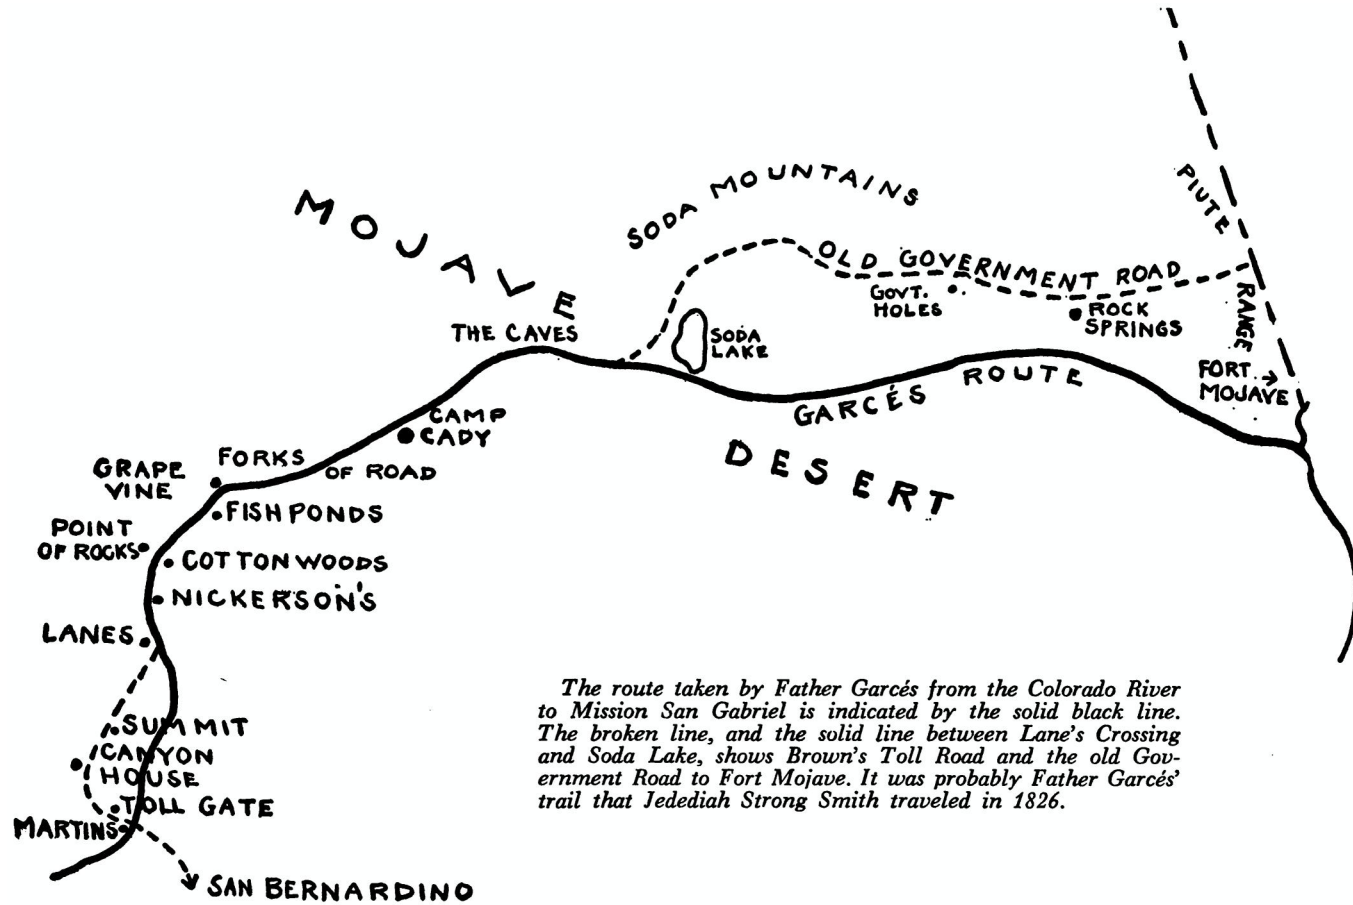 MOJAVE
SODA MOUNTAINS
PIUTE
RANGE
OLD GOVERNMENT ROAD
GOVT.
HOLES
ROCK
SPRINGS
THE CAVES
SODA
LAKE
FORT
MOJAVE
GARCÉS ROUTE
CAMP
CADY
DESERT
FORKS
OF ROAD
GRAPE
VINE
FISH PONDS
POINT
OF ROCKS
COTTONWOODS
NICKERSON'S
LANES
SUMMIT
CANYON
HOUSE
TOLL GATE
MARTINS
SAN BERNARDINO
The route taken by Father Garcés from the Colorado River
to Mission San Gabriel is indicated by the solid black line.
The broken line, and the solid line between Lane's Crossing
and Soda Lake, shows Brown's Toll Road and the old Gov-
ernment Road to Fort Mojave. It was probably Father Garcés'
trail that Jedediah Strong Smith traveled in 1826.